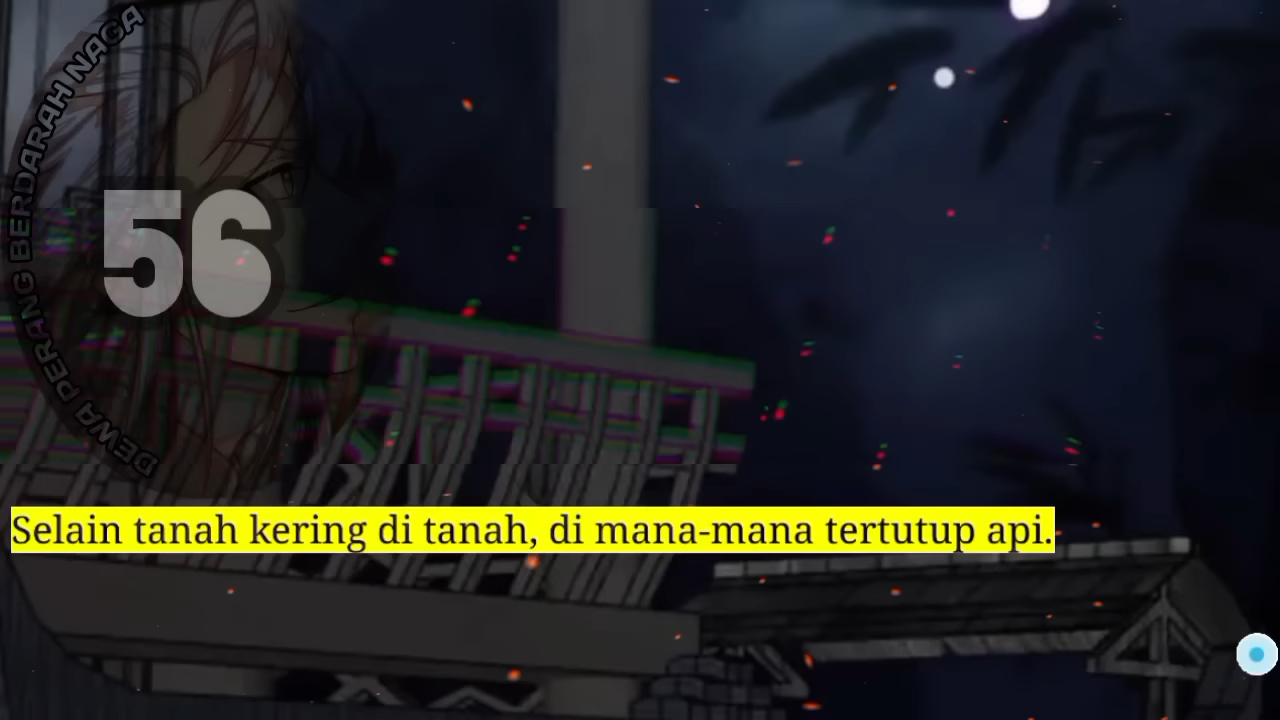 DEWA PERANG BERDARAH NAGA
56
Selain tanah kering di tanah, di mana-mana tertutup api.